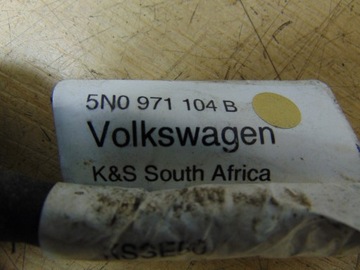 5N0 971 104 B
Volkswagen
K&S South Africa